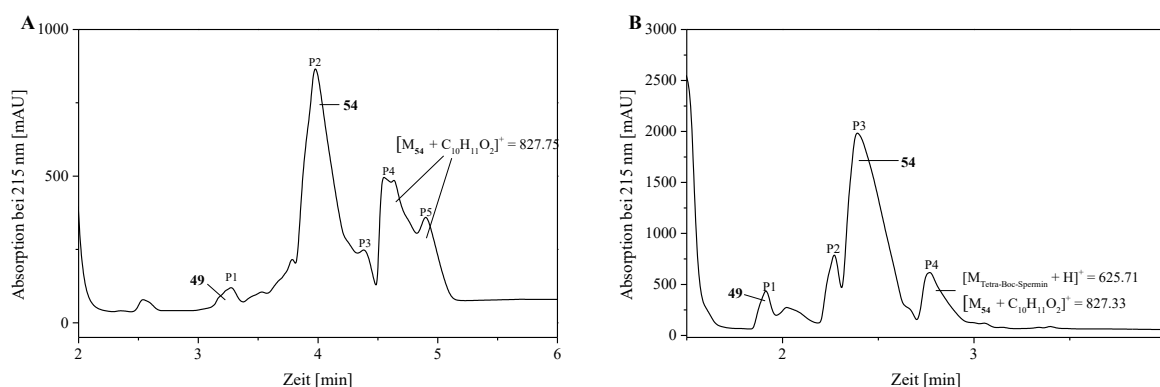 A
1000
500
0
Absorption bei 215 nm [mAU]
P2
54
[M54 + C10H11O2]+ = 827.75
P4
P5
P3
49
P1
2 3 4 5 6
Zeit [min]
B
3000
2500
2000
1500
1000
500
0
Absorption bei 215 nm [mAU]
P3
54
P2
P4
49
P1
[MTetra-Boc-Spermin + H]+ = 625.71
[M54 + C10H11O2]+ = 827.33
2 3
Zeit [min]